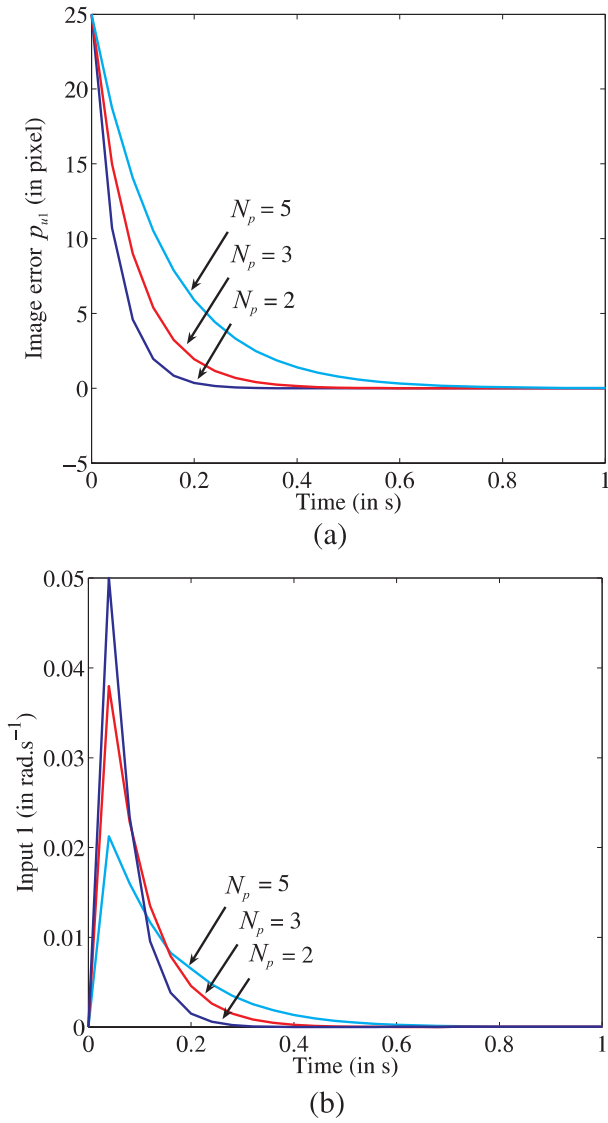 25
20
15
10
5
0
−5
Image error p_u1 (in pixel)
N_p = 5
N_p = 3
N_p = 2
0 0.2 0.4 0.6 0.8 1
Time (in s)
(a)
0.05
0.04
0.03
0.02
0.01
0
Input 1 (in rad.s⁻¹)
N_p = 5
N_p = 3
N_p = 2
0 0.2 0.4 0.6 0.8 1
Time (in s)
(b)